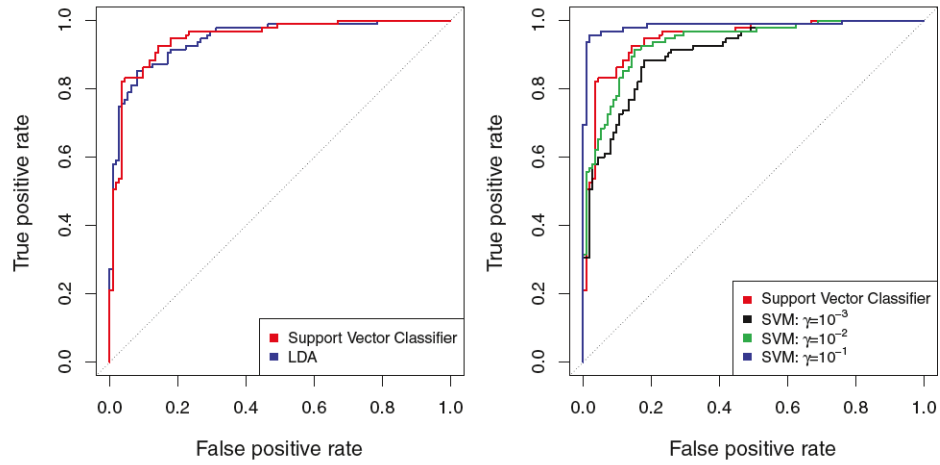 True positive rate
1.0
0.8
0.6
0.4
0.2
0.0
Support Vector Classifier
LDA
0.0 0.2 0.4 0.6 0.8 1.0
False positive rate
True positive rate
1.0
0.8
0.6
0.4
0.2
0.0
Support Vector Classifier
SVM: γ=10⁻³
SVM: γ=10⁻²
SVM: γ=10⁻¹
0.0 0.2 0.4 0.6 0.8 1.0
False positive rate